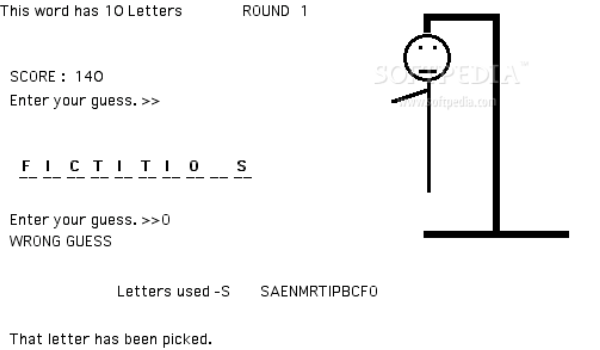 This word has 10 Letters ROUND 1
SCORE : 140
Enter your guess. >>
F I C T I T I O _ S
Enter your guess. >>O
WRONG GUESS
Letters used -S SAENMRTIPBCFO
That letter has been picked.
SOFTPEDIA™
www.softpedia.com